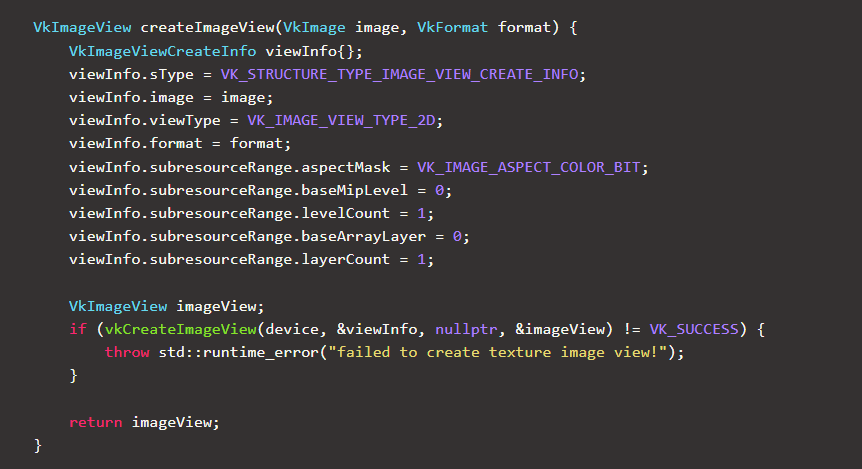 VkImageView createImageView(VkImage image, VkFormat format) {
    VkImageViewCreateInfo viewInfo{};
    viewInfo.sType = VK_STRUCTURE_TYPE_IMAGE_VIEW_CREATE_INFO;
    viewInfo.image = image;
    viewInfo.viewType = VK_IMAGE_VIEW_TYPE_2D;
    viewInfo.format = format;
    viewInfo.subresourceRange.aspectMask = VK_IMAGE_ASPECT_COLOR_BIT;
    viewInfo.subresourceRange.baseMipLevel = 0;
    viewInfo.subresourceRange.levelCount = 1;
    viewInfo.subresourceRange.baseArrayLayer = 0;
    viewInfo.subresourceRange.layerCount = 1;

    VkImageView imageView;
    if (vkCreateImageView(device, &viewInfo, nullptr, &imageView) != VK_SUCCESS) {
        throw std::runtime_error("failed to create texture image view!");
    }

    return imageView;
}